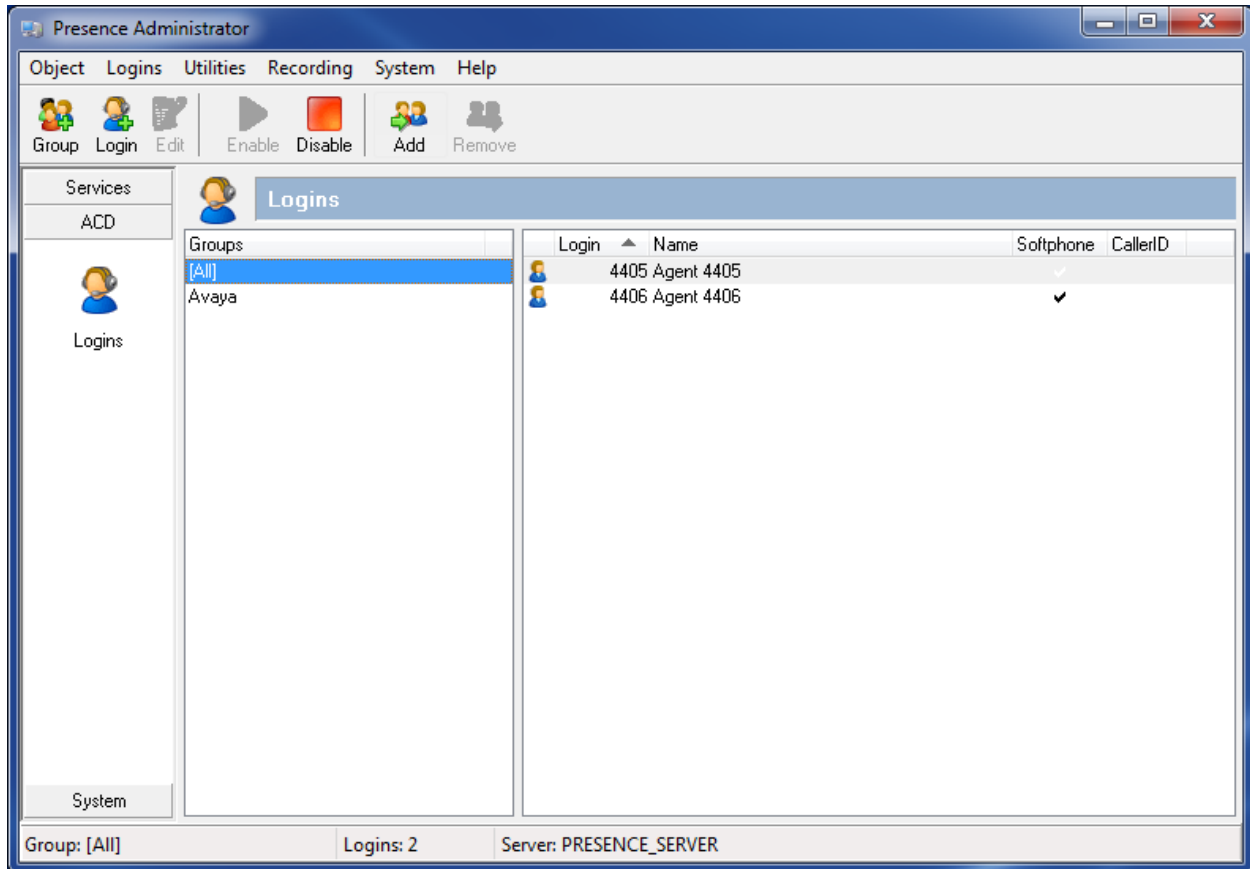 Presence Administrator
Object Logins Utilities Recording System Help
Group Login Edit Enable Disable Add Remove
Services
ACD
Logins
System
Logins
Groups
[All]
Avaya
Login Name Softphone CallerID
4405 Agent 4405
4406 Agent 4406
Group: [All] Logins: 2 Server: PRESENCE_SERVER